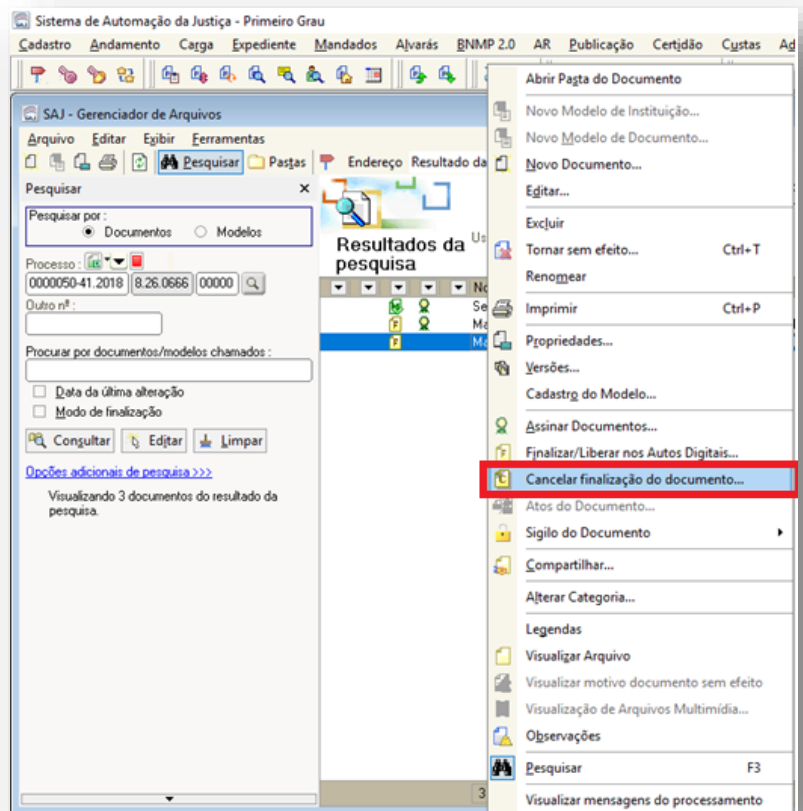 Sistema de Automação da Justiça - Primeiro Grau
Cadastro Andamento Carga Expediente Mandados Alvarás BNMP 2.0 AR Publicação Certidão Custas Ad
SAJ - Gerenciador de Arquivos
Arquivo Editar Exibir Ferramentas
Pesquisar Pastas Endereço Resultado da
Pesquisar x
Pesquisar por :
Documentos Modelos
Processo :
0000050-41.2018 8.26.0666 00000
Outro nº :
Procurar por documentos/modelos chamados :
Data da última alteração
Modo de finalização
Consultar Editar Limpar
Opções adicionais de pesquisa >>>
Visualizando 3 documentos do resultado da
pesquisa.
Resultados da
pesquisa
Us
No
Se
Ma
Ma
3
Abrir Pasta do Documento
Novo Modelo de Instituição...
Novo Modelo de Documento...
Novo Documento...
Editar...
Excluir
Tornar sem efeito... Ctrl+T
Renomear
Imprimir Ctrl+P
Propriedades...
Versões...
Cadastro do Modelo...
Assinar Documentos...
Finalizar/Liberar nos Autos Digitais...
Cancelar finalização do documento...
Atos do Documento...
Sigilo do Documento
Compartilhar...
Alterar Categoria...
Legendas
Visualizar Arquivo
Visualizar motivo documento sem efeito
Visualização de Arquivos Multimídia...
Observações
Pesquisar F3
Visualizar mensagens do processamento